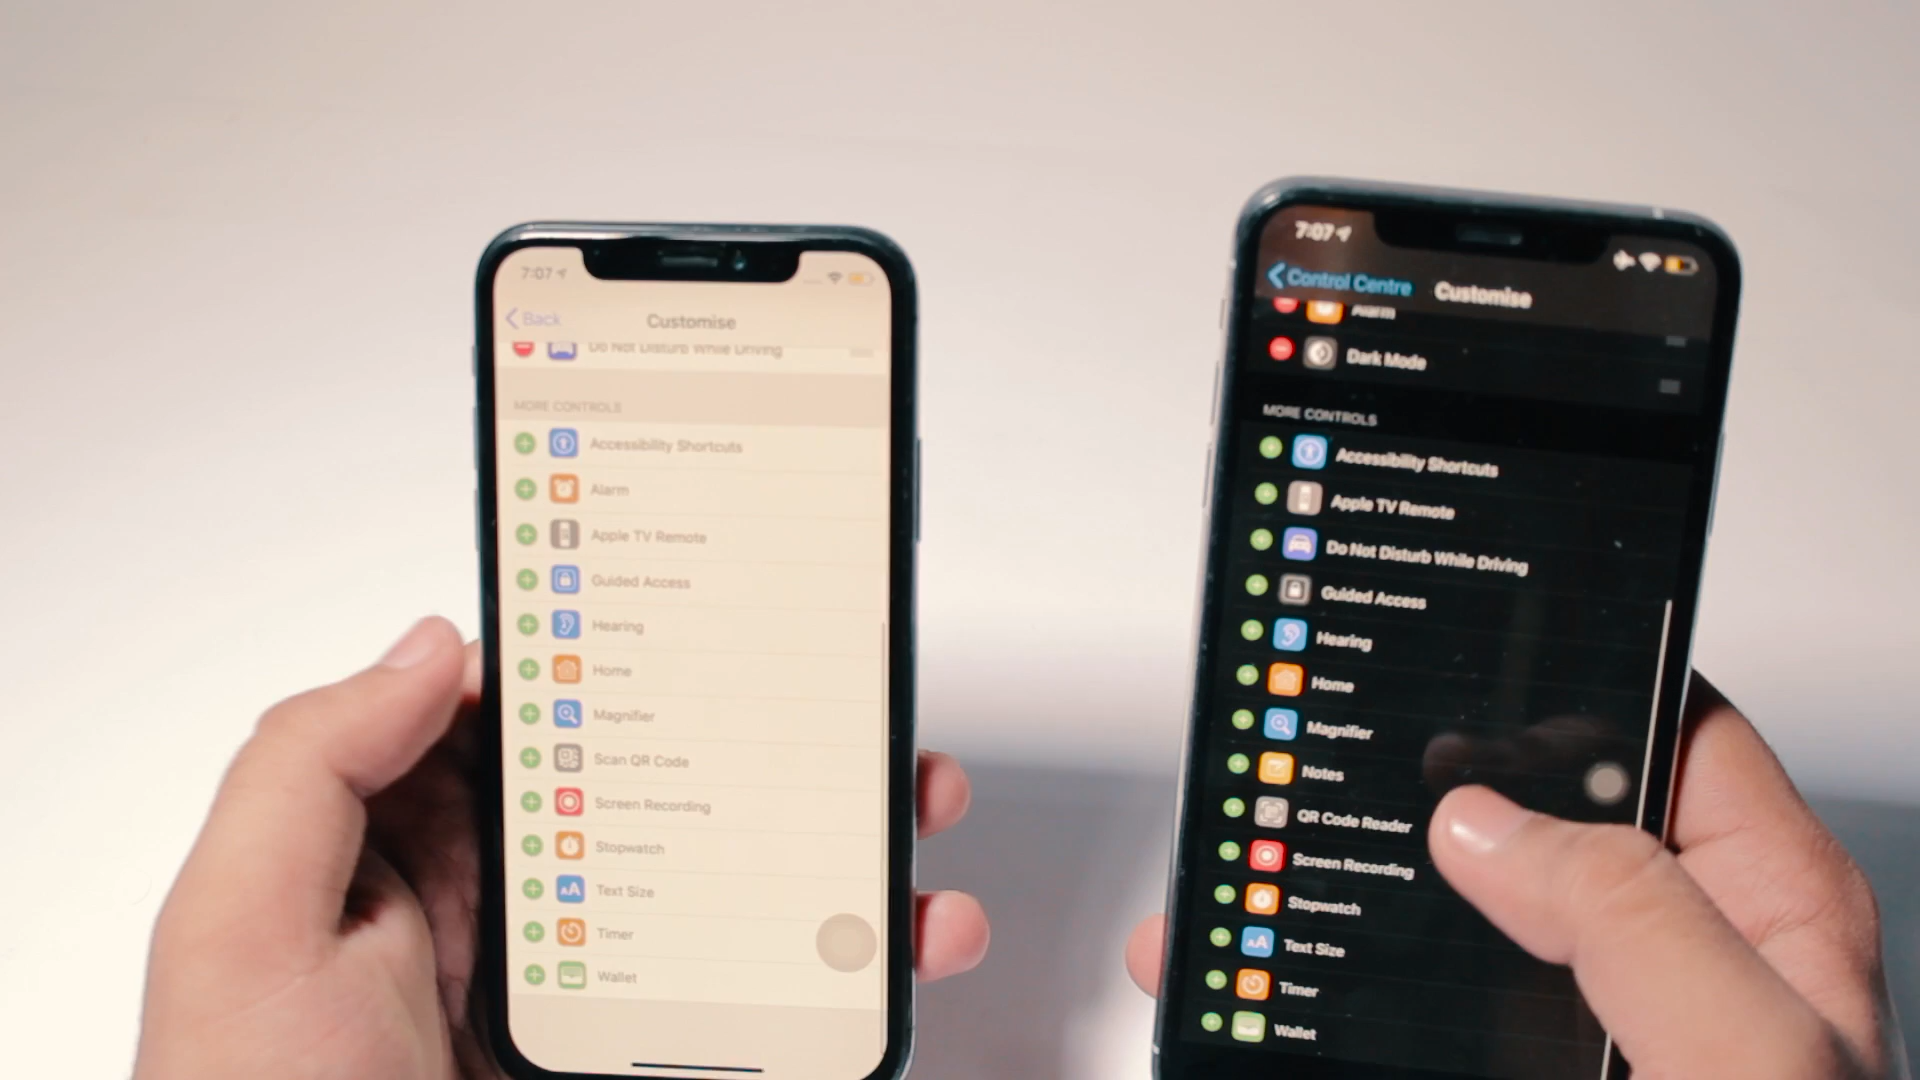 7:07
Back
Customise
Do Not Disturb While Driving
MORE CONTROLS
Accessibility Shortcuts
Alarm
Apple TV Remote
Guided Access
Hearing
Home
Magnifier
Scan QR Code
Screen Recording
Stopwatch
AA Text Size
Timer
Wallet
7:07
Control Centre
Customise
Alarm
Dark Mode
MORE CONTROLS
Accessibility Shortcuts
Apple TV Remote
Do Not Disturb While Driving
Guided Access
Hearing
Home
Magnifier
Notes
QR Code Reader
Screen Recording
Stopwatch
AA Text Size
Timer
Wallet